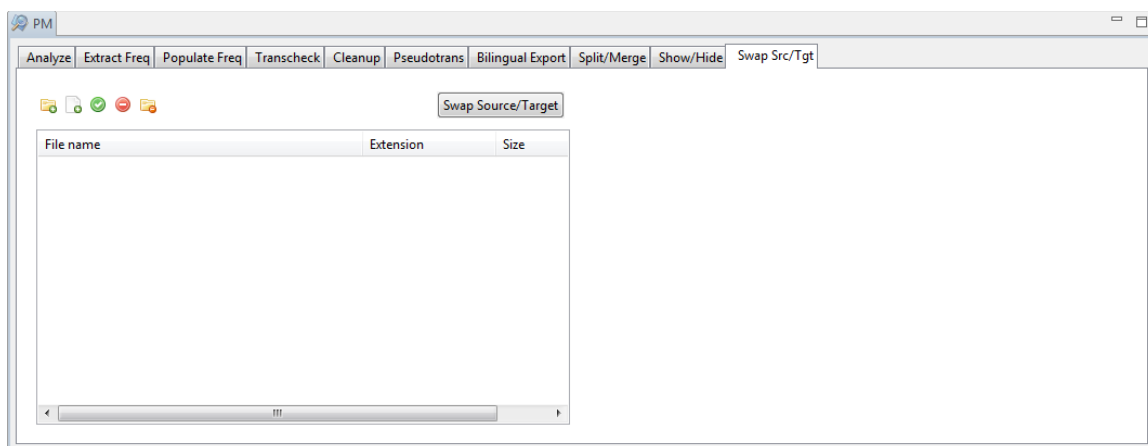 PM
Analyze Extract Freq Populate Freq Transcheck Cleanup Pseudotrans Bilingual Export Split/Merge Show/Hide Swap Src/Tgt
Swap Source/Target
File name Extension Size